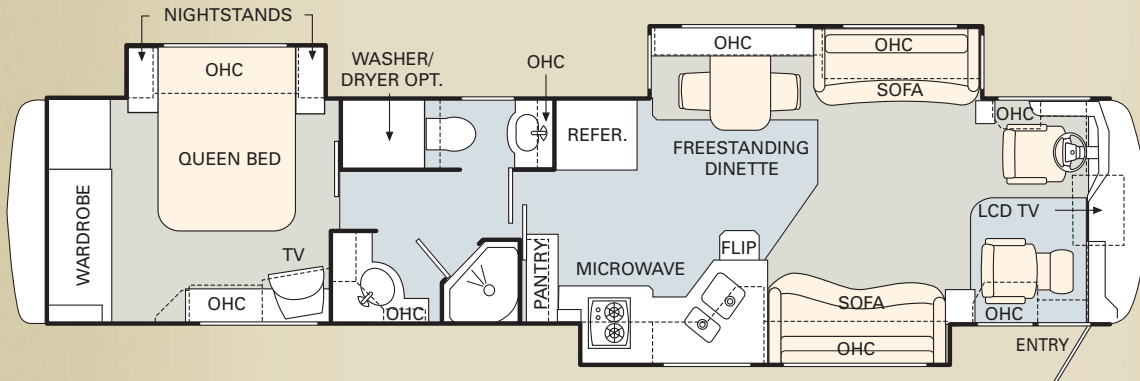 NIGHTSTANDS
WASHER/
DRYER OPT.
OHC
OHC
OHC
OHC
QUEEN BED
REFER.
FREESTANDING
DINETTE
SOFA
OHC
WARDROBE
LCD TV
TV
PANTRY
MICROWAVE
FLIP
OHC
OHC
SOFA
OHC
OHC
ENTRY